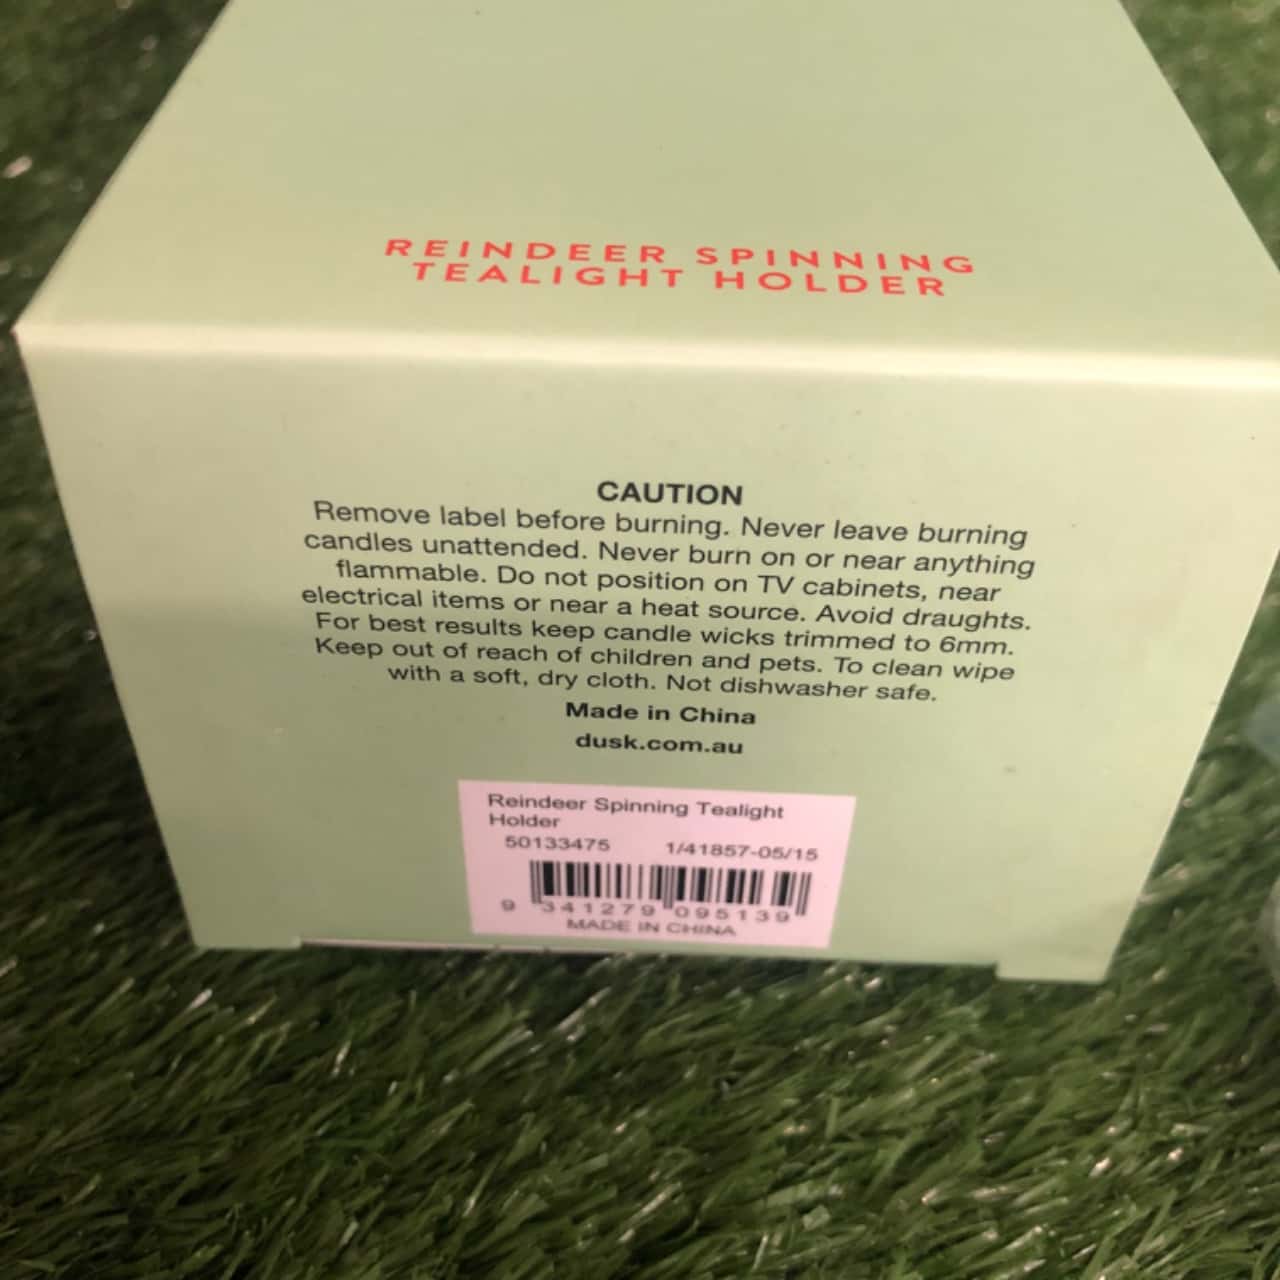 REINDEER SPINNING
TEALIGHT HOLDER
CAUTION
Remove label before burning. Never leave burning
candles unattended. Never burn on or near anything
flammable. Do not position on TV cabinets, near
electrical items or near a heat source. Avoid draughts.
For best results keep candle wicks trimmed to 6mm.
Keep out of reach of children and pets. To clean wipe
with a soft, dry cloth. Not dishwasher safe.
Made in China
dusk.com.au
Reindeer Spinning Tealight
Holder
50133475 1/41857-05/15
9 341279 095139
MADE IN CHINA